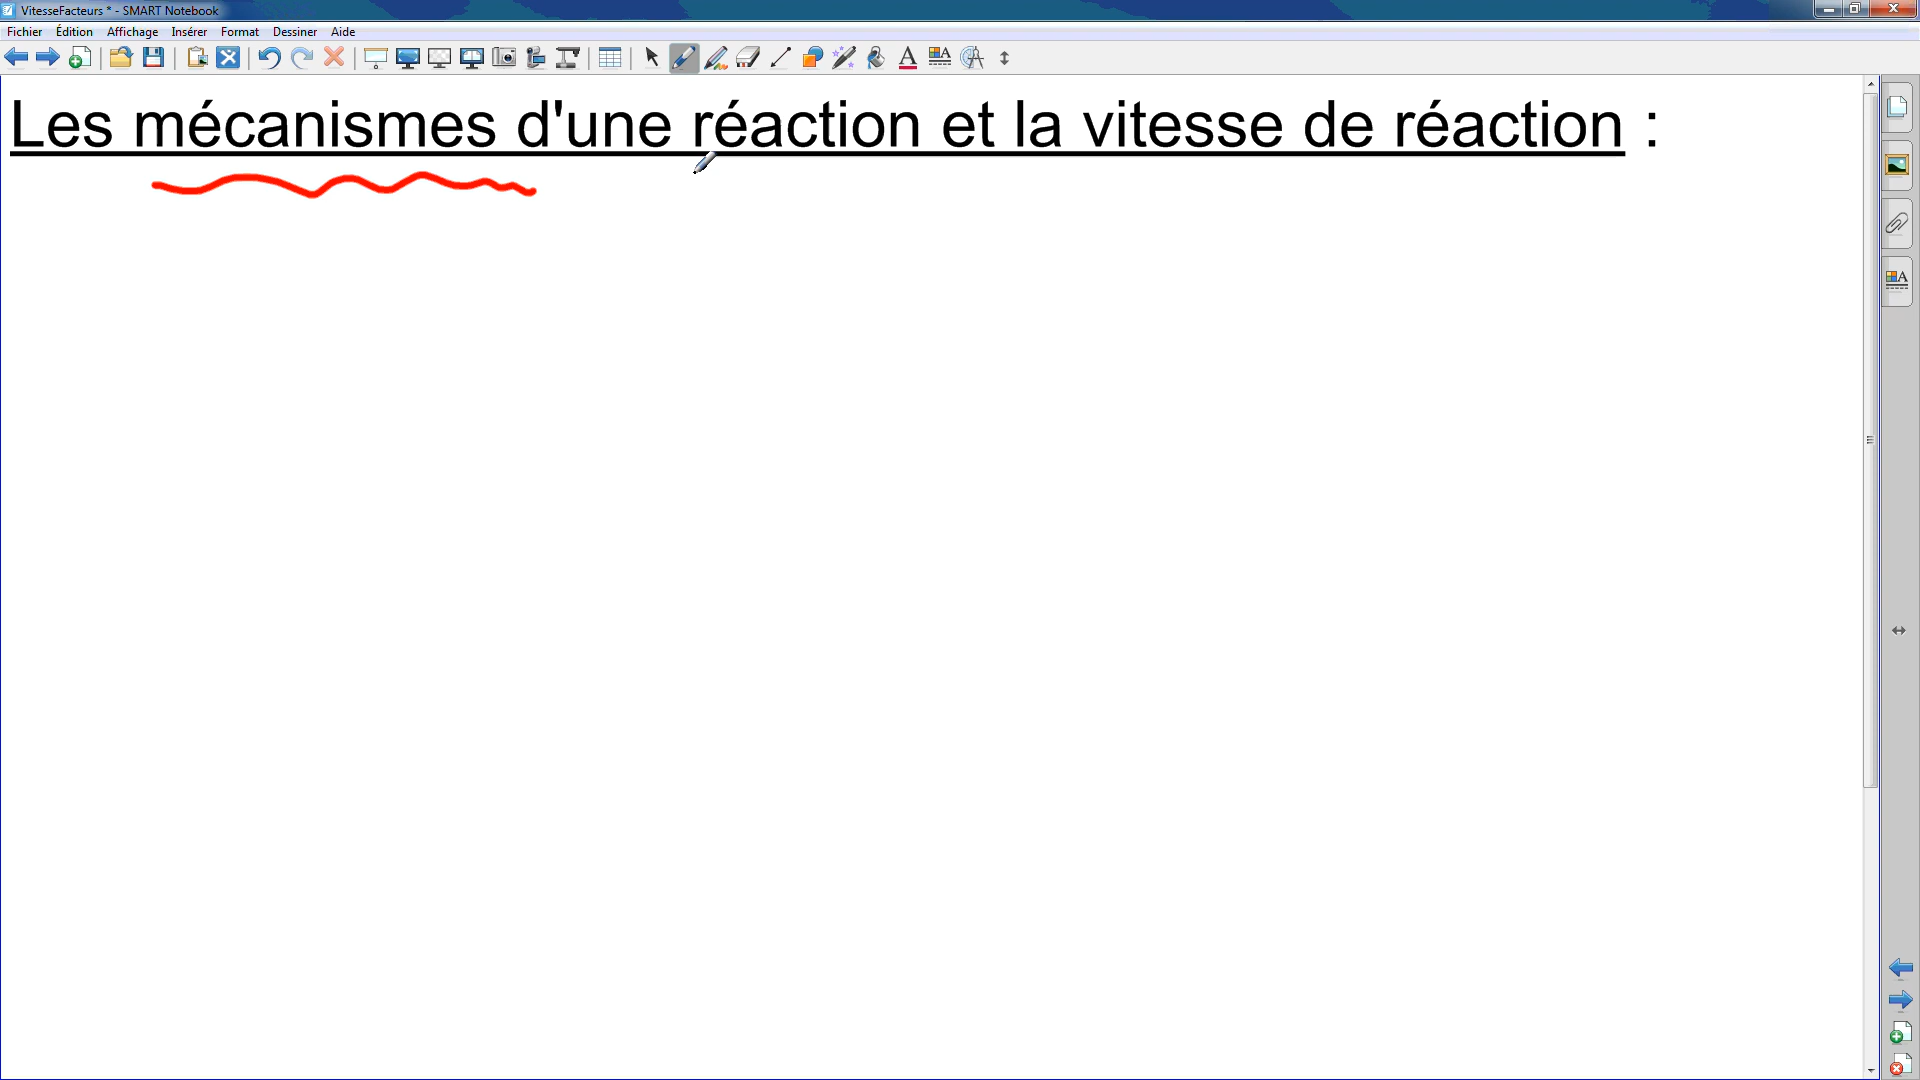 VitesseFacteurs * - SMART Notebook
Fichier Édition Affichage Insérer Format Dessiner Aide
Les mécanismes d'une réaction et la vitesse de réaction :